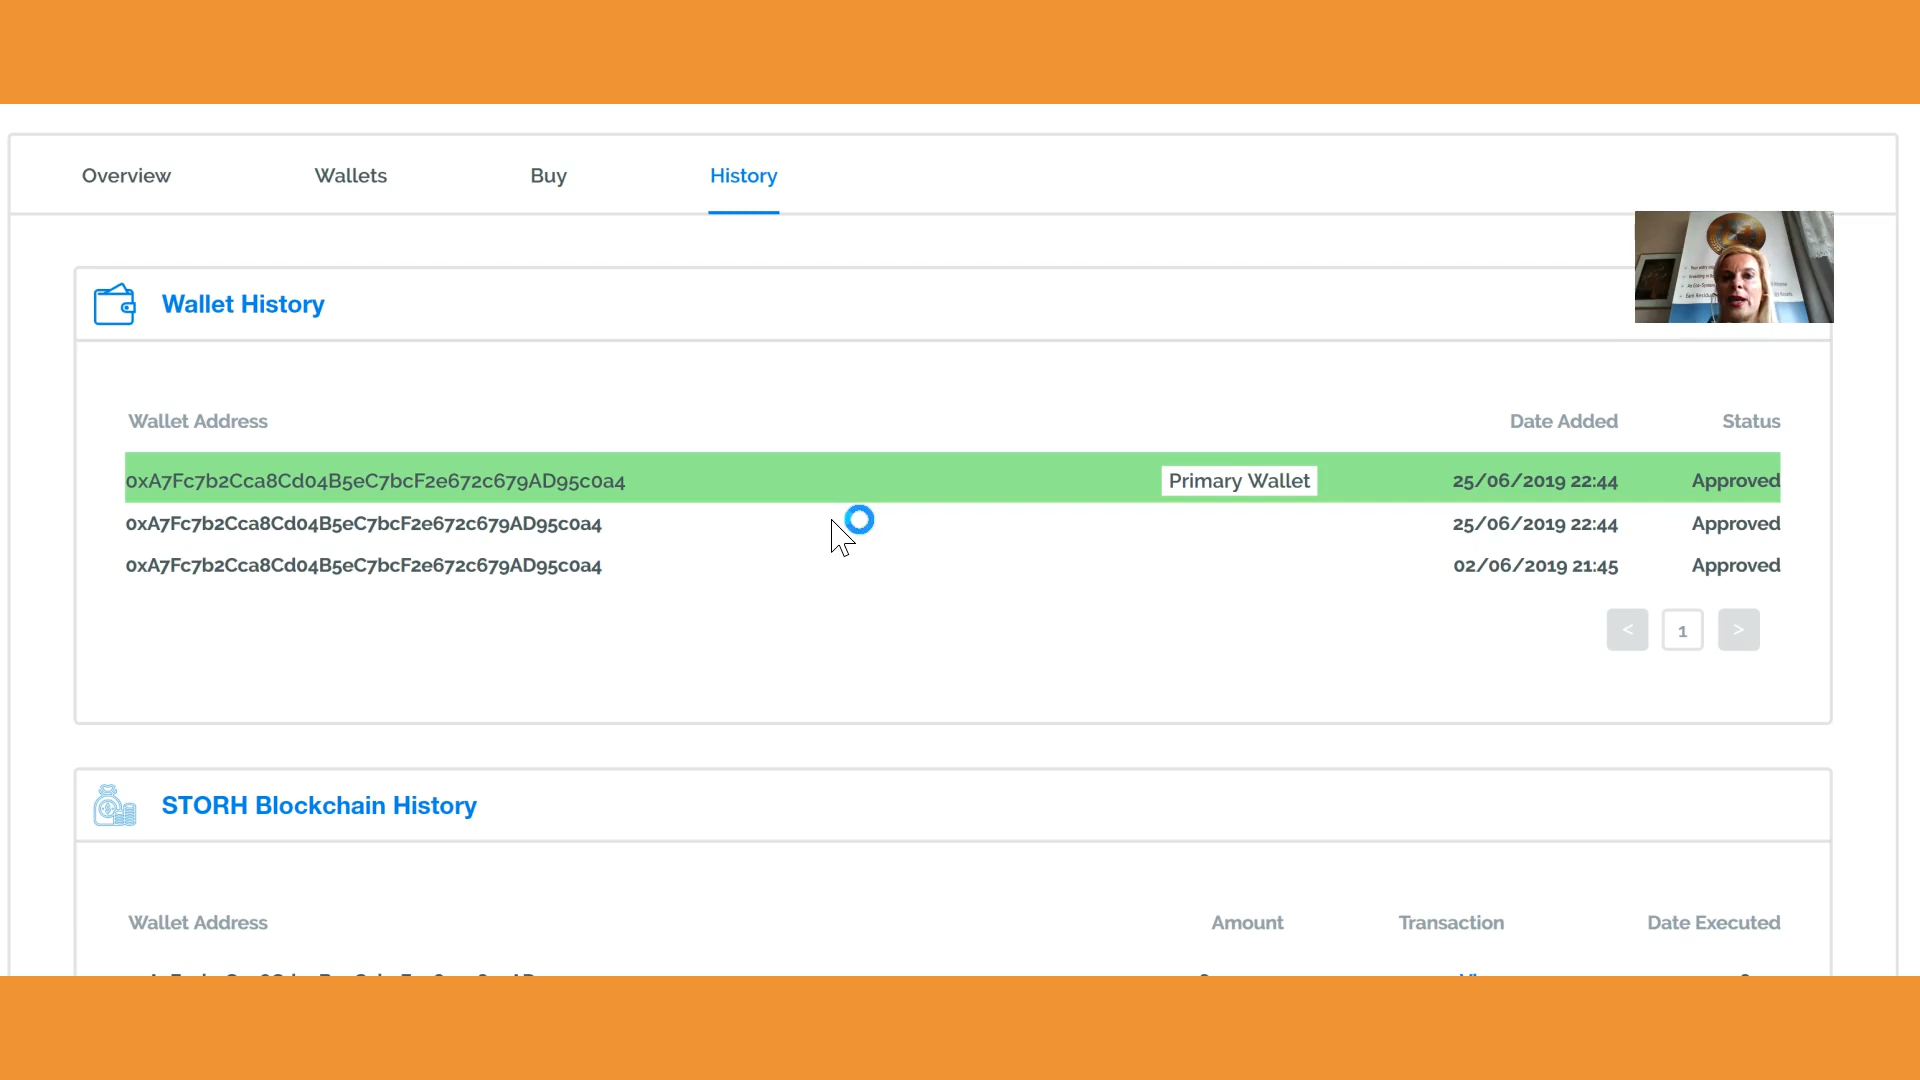 Overview Wallets Buy History
Wallet History
Wallet Address Date Added Status
0xA7Fc7b2Cca8Cd04B5eC7bcF2e672c679AD95c0a4 Primary Wallet 25/06/2019 22:44 Approved
0xA7Fc7b2Cca8Cd04B5eC7bcF2e672c679AD95c0a4 25/06/2019 22:44 Approved
0xA7Fc7b2Cca8Cd04B5eC7bcF2e672c679AD95c0a4 02/06/2019 21:45 Approved
< 1 >
STORH Blockchain History
Wallet Address Amount Transaction Date Executed